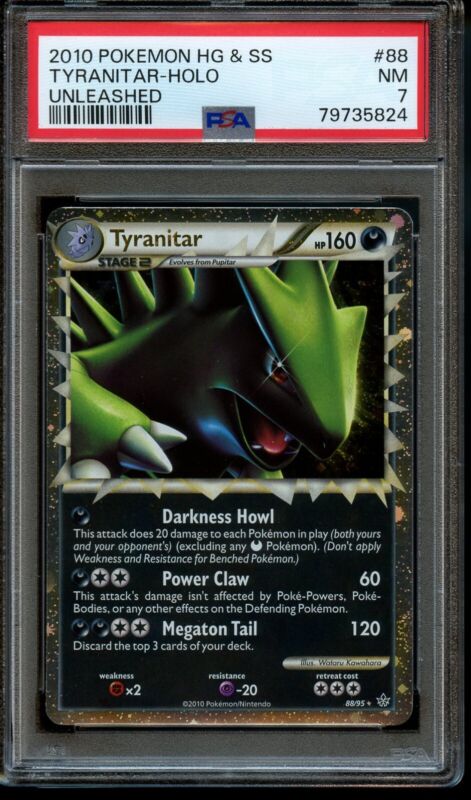 2010 POKEMON HG & SS #88
TYRANITAR-HOLO NM
UNLEASHED 7
PSA 79735824
Tyranitar HP160
STAGE 2 Evolves from Pupitar
Darkness Howl
This attack does 20 damage to each Pokémon in play (both yours
and your opponent's) (excluding any Pokémon). (Don't apply
Weakness and Resistance for Benched Pokémon.)
Power Claw 60
This attack's damage isn't affected by Poké-Powers, Poké-
Bodies, or any other effects on the Defending Pokémon.
Megaton Tail 120
Discard the top 3 cards of your deck.
Illus. Wataru Kawahara
weakness resistance retreat cost
×2 -20
©2010 Pokémon/Nintendo 88/95 ★
PSA